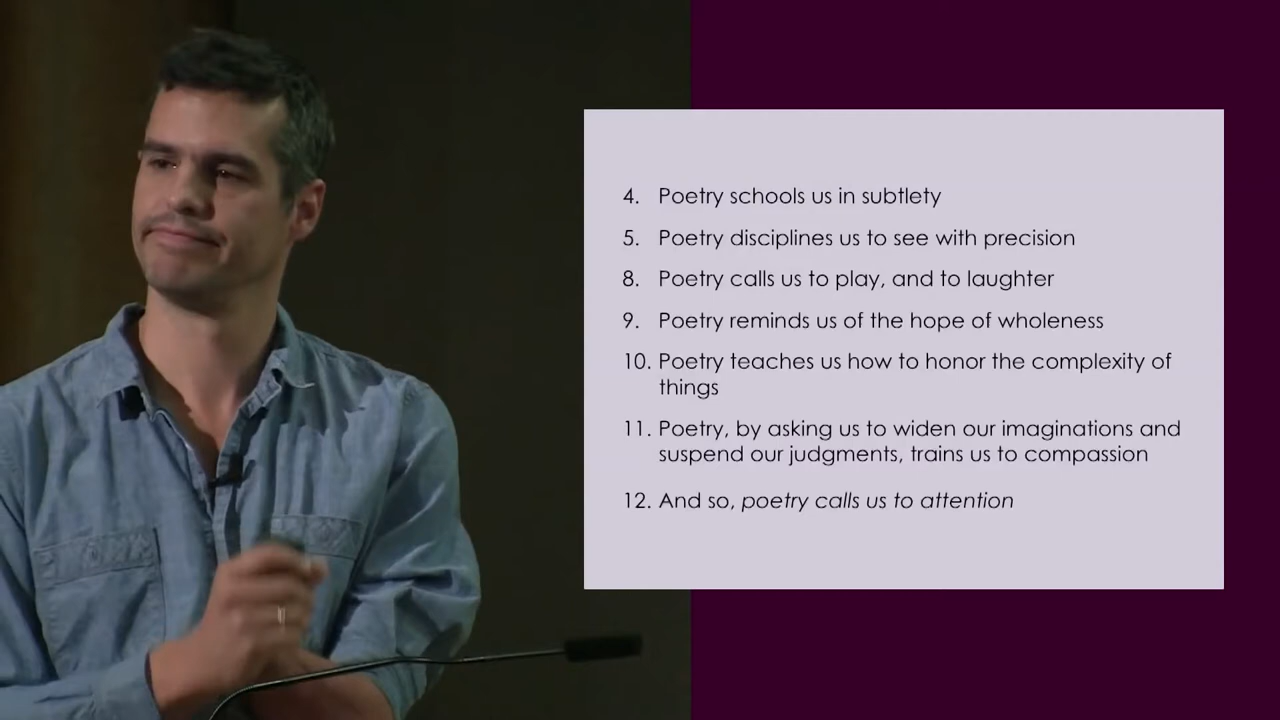 4. Poetry schools us in subtlety
5. Poetry disciplines us to see with precision
8. Poetry calls us to play, and to laughter
9. Poetry reminds us of the hope of wholeness
10. Poetry teaches us how to honor the complexity of
things
11. Poetry, by asking us to widen our imaginations and
suspend our judgments, trains us to compassion
12. And so, poetry calls us to attention